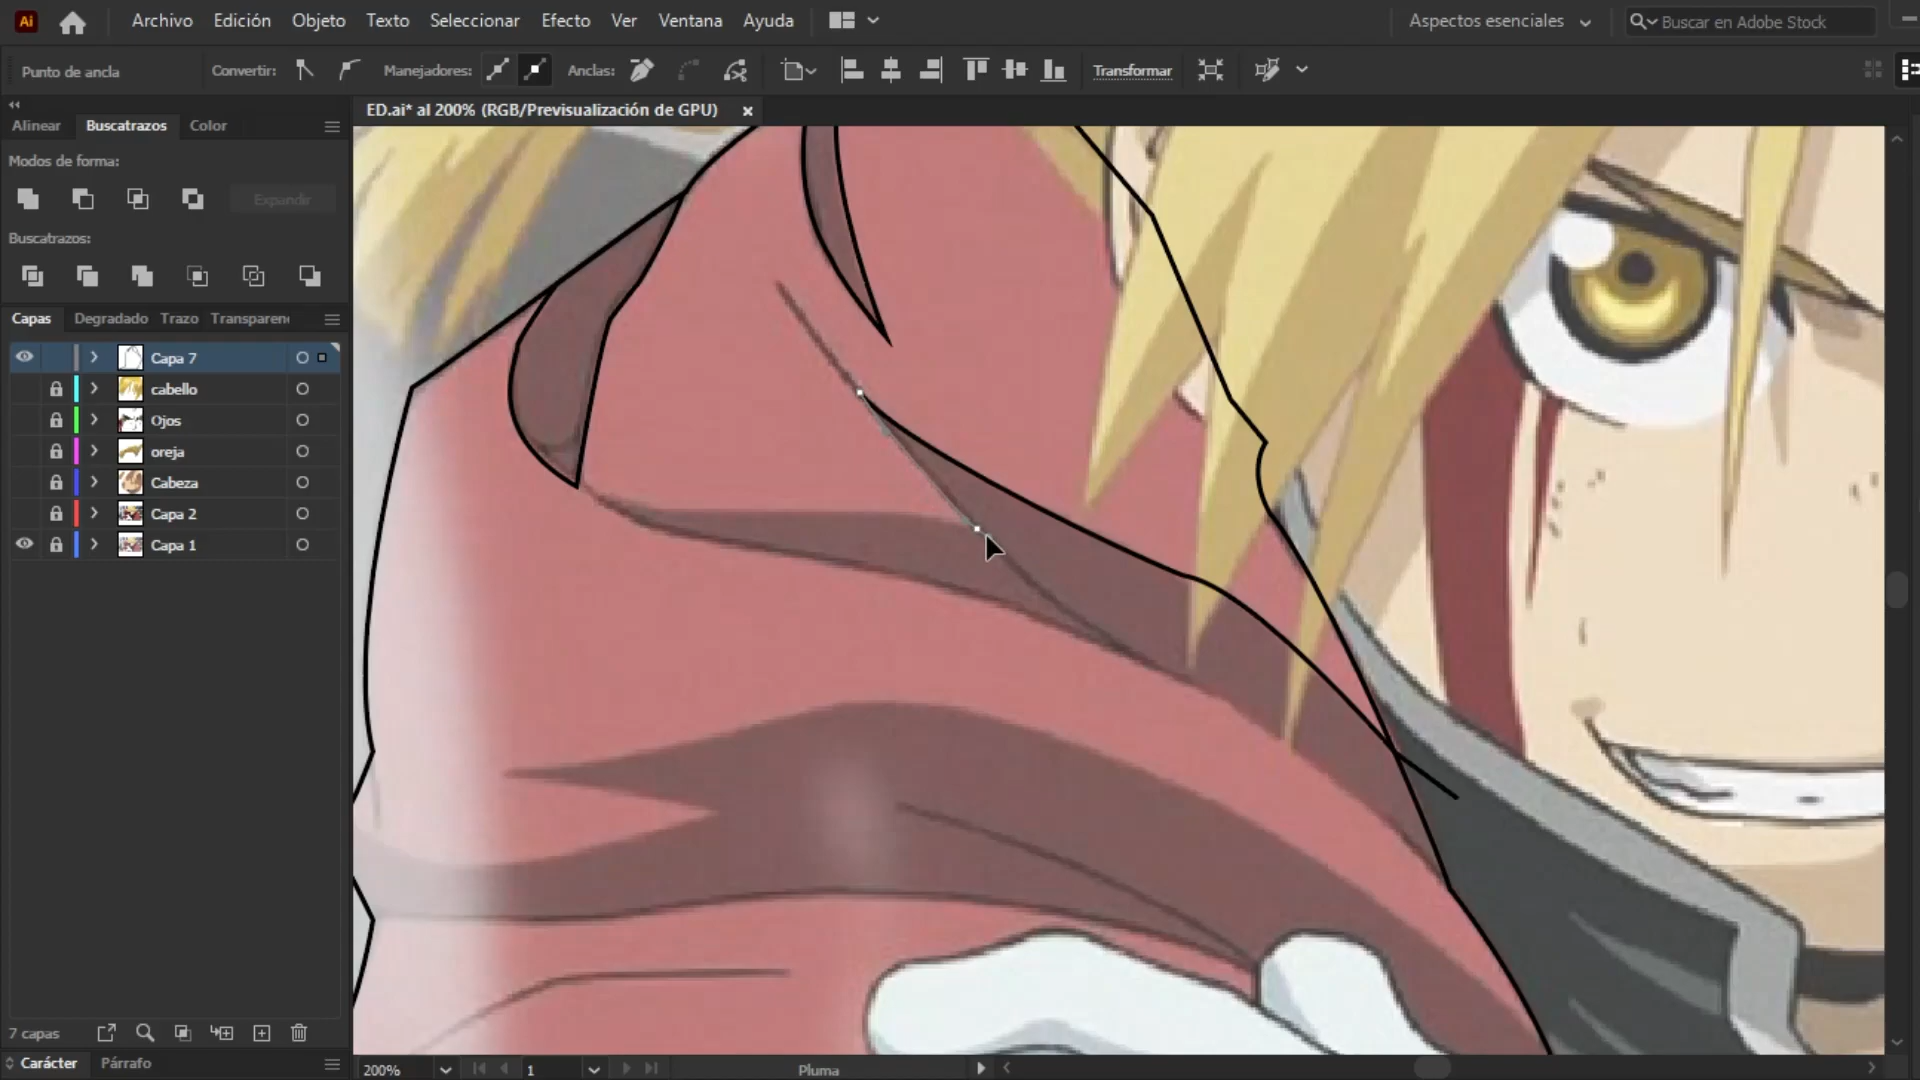 Ai Archivo Edición Objeto Texto Seleccionar Efecto Ver Ventana Ayuda Aspectos esenciales Buscar en Adobe Stock
Punto de ancla Convertir: Manejadores: Anclas: Transformar
ED.ai* al 200% (RGB/Previsualización de GPU)
Alinear Buscatrazos Color
Modos de forma:
Expandir
Buscatrazos:
Capas Degradado Trazo Transparen
Capa 7
cabello
Ojos
oreja
Cabeza
Capa 2
Capa 1
7 capas
Carácter Párrafo
200% 1 Pluma